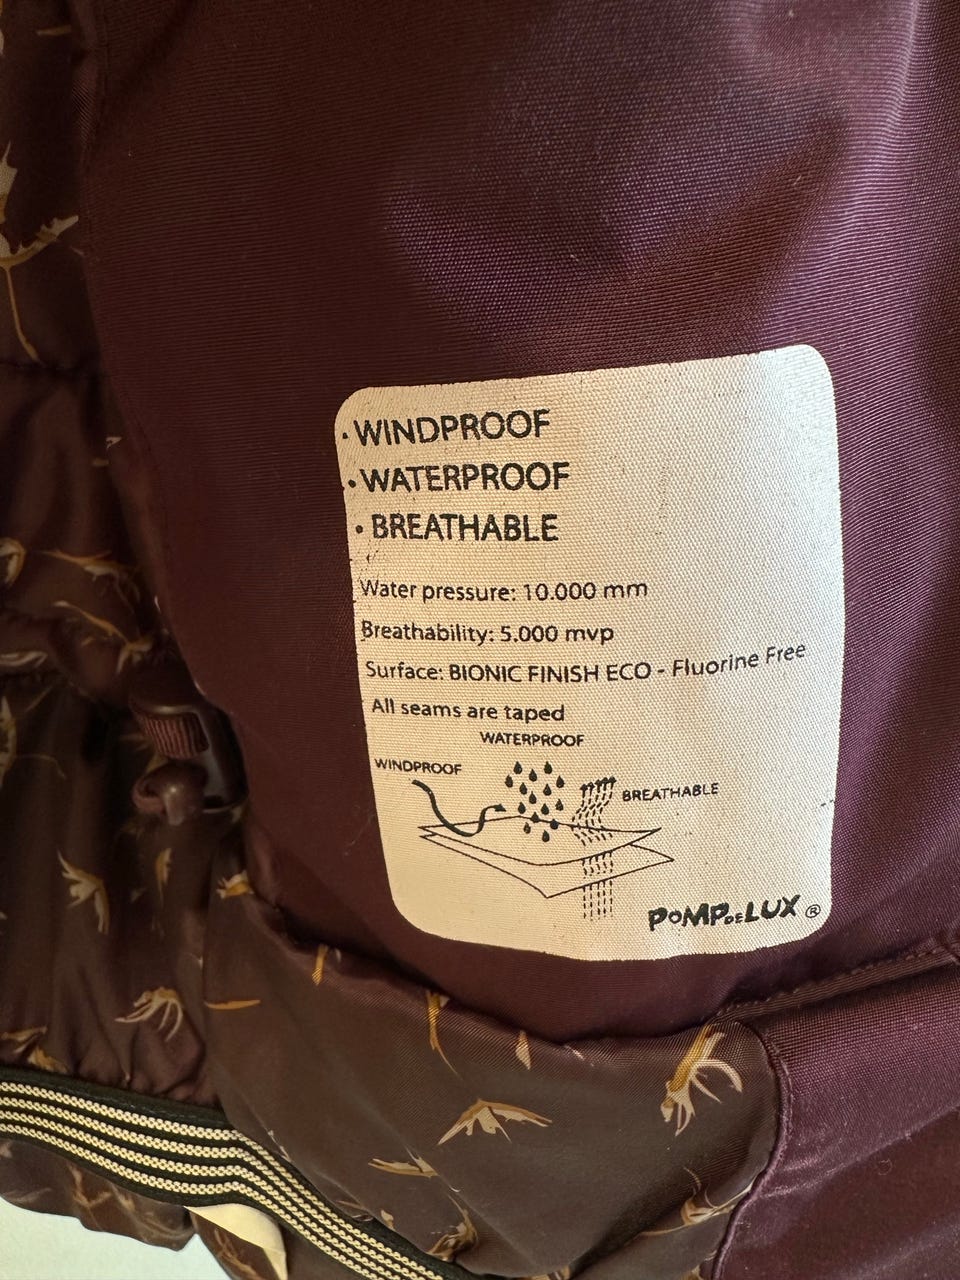 · WINDPROOF
· WATERPROOF
· BREATHABLE
Water pressure: 10.000 mm
Breathability: 5.000 mvp
Surface: BIONIC FINISH ECO - Fluorine Free
All seams are taped
WATERPROOF
WINDPROOF
BREATHABLE
POMPDELUX ®